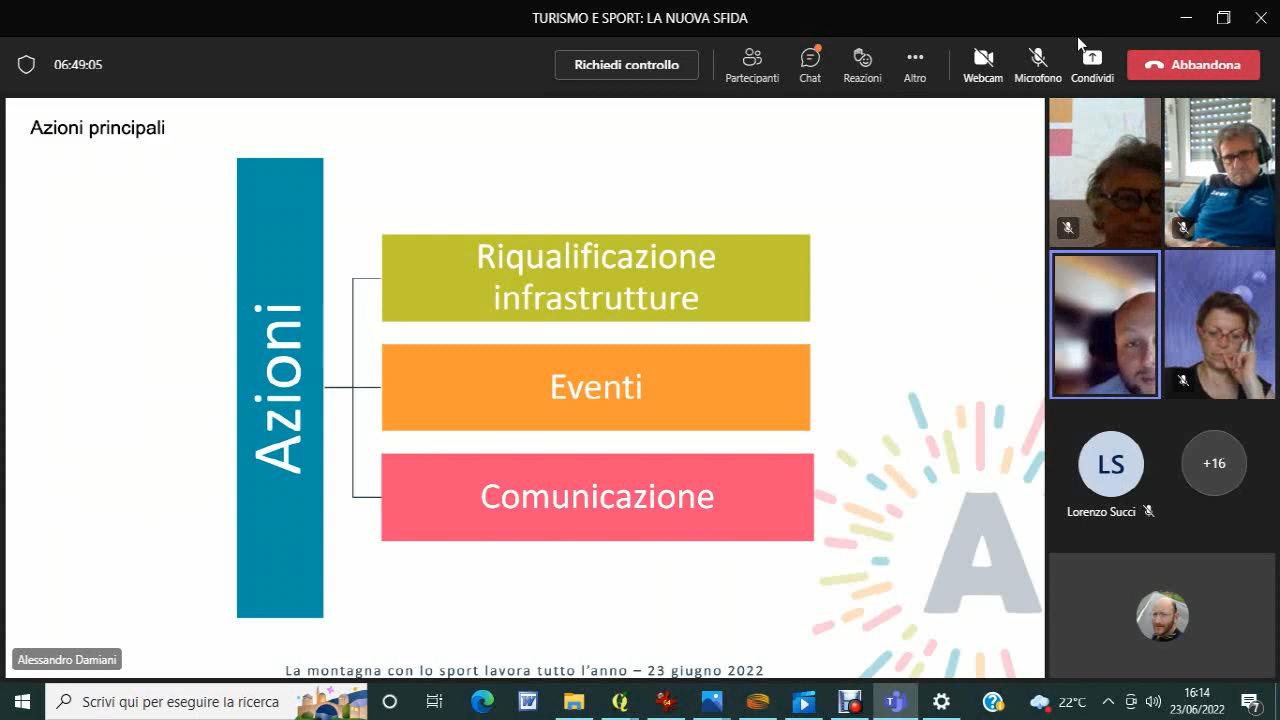 TURISMO E SPORT: LA NUOVA SFIDA
06:49:05
Richiedi controllo
Partecipanti
Chat
Reazioni
Altro
Webcam
Microfono
Condividi
Abbandona
Azioni principali
Azioni
Riqualificazione
infrastrutture
Eventi
Comunicazione
A
LS
+16
Lorenzo Succi
Alessandro Damiani
La montagna con lo sport lavora tutto l'anno – 23 giugno 2022
Scrivi qui per eseguire la ricerca
22°C
16:14
23/06/2022
7